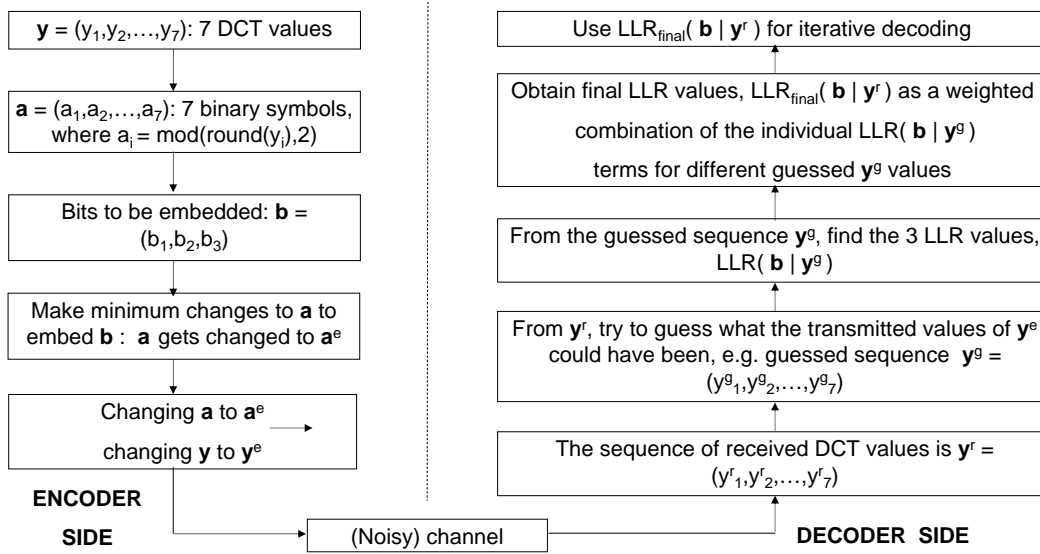 y = (y₁,y₂,…,y₇): 7 DCT values
a = (a₁,a₂,…,a₇): 7 binary symbols,
where aᵢ = mod(round(yᵢ),2)
Bits to be embedded: b =
(b₁,b₂,b₃)
Make minimum changes to a to
embed b : a gets changed to aᵉ
Changing a to aᵉ
changing y to yᵉ
ENCODER
SIDE
(Noisy) channel
Use LLR_final( b | yʳ ) for iterative decoding
Obtain final LLR values, LLR_final( b | yʳ ) as a weighted
combination of the individual LLR( b | yᵍ )
terms for different guessed yᵍ values
From the guessed sequence yᵍ, find the 3 LLR values,
LLR( b | yᵍ )
From yʳ, try to guess what the transmitted values of yᵉ
could have been, e.g. guessed sequence yᵍ =
(yᵍ₁,yᵍ₂,…,yᵍ₇)
The sequence of received DCT values is yʳ =
(yʳ₁,yʳ₂,…,yʳ₇)
DECODER SIDE